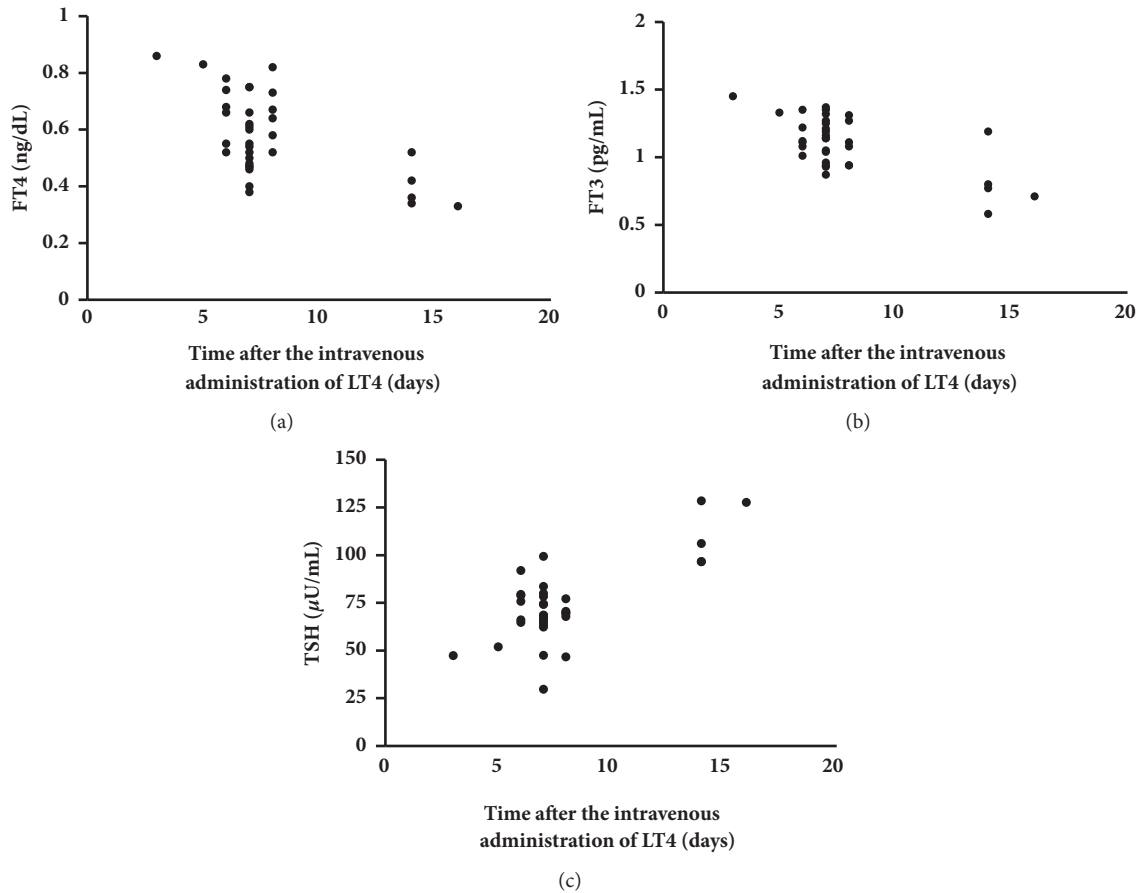 1
0.8
0.6
0.4
0.2
0
FT4 (ng/dL)
0 5 10 15 20
Time after the intravenous
administration of LT4 (days)
(a)
2
1.5
1
0.5
0
FT3 (pg/mL)
0 5 10 15 20
Time after the intravenous
administration of LT4 (days)
(b)
150
125
100
75
50
25
0
TSH (μU/mL)
0 5 10 15 20
Time after the intravenous
administration of LT4 (days)
(c)